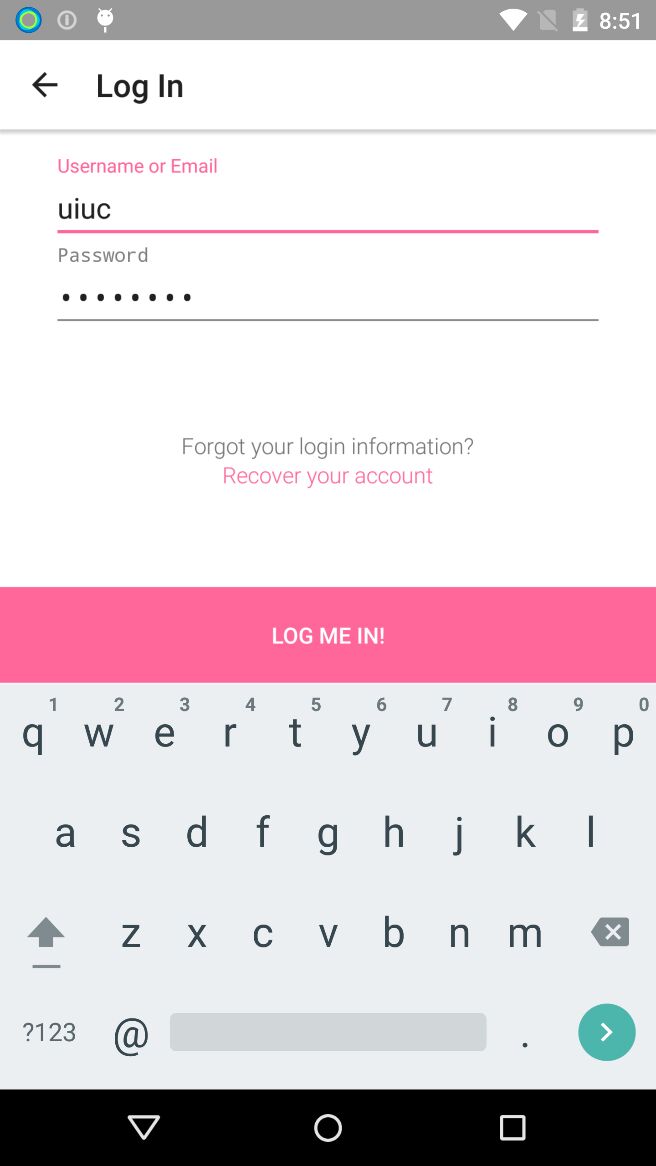 8:51
Log In
Username or Email
uiuc
Password
••••••••
Forgot your login information?
Recover your account
LOG ME IN!
1 2 3 4 5 6 7 8 9 0
q w e r t y u i o p
a s d f g h j k l
z x c v b n m
?123 @ .